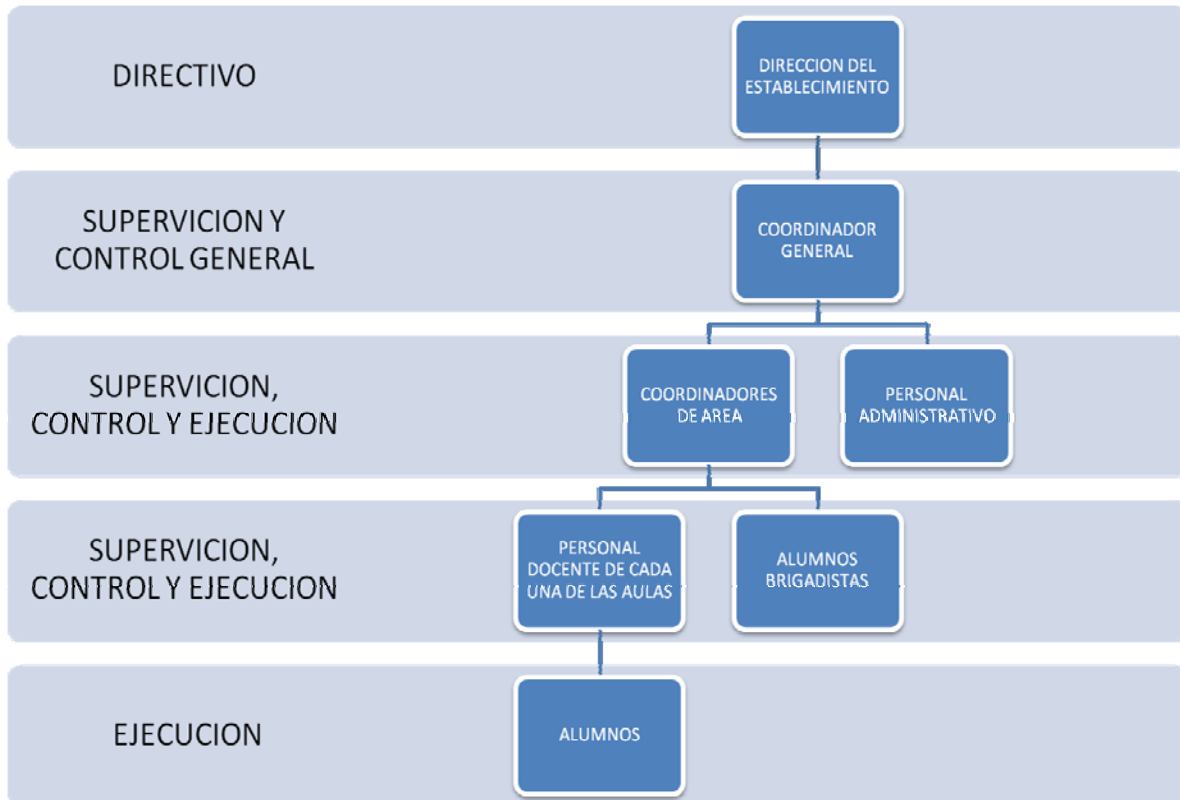 DIRECTIVO
DIRECCION DEL
ESTABLECIMIENTO
SUPERVICION Y
CONTROL GENERAL
COORDINADOR
GENERAL
SUPERVICION,
CONTROL Y EJECUCION
COORDINADORES
DE AREA
PERSONAL
ADMINISTRATIVO
SUPERVICION,
CONTROL Y EJECUCION
PERSONAL
DOCENTE DE CADA
UNA DE LAS AULAS
ALUMNOS
BRIGADISTAS
EJECUCION
ALUMNOS